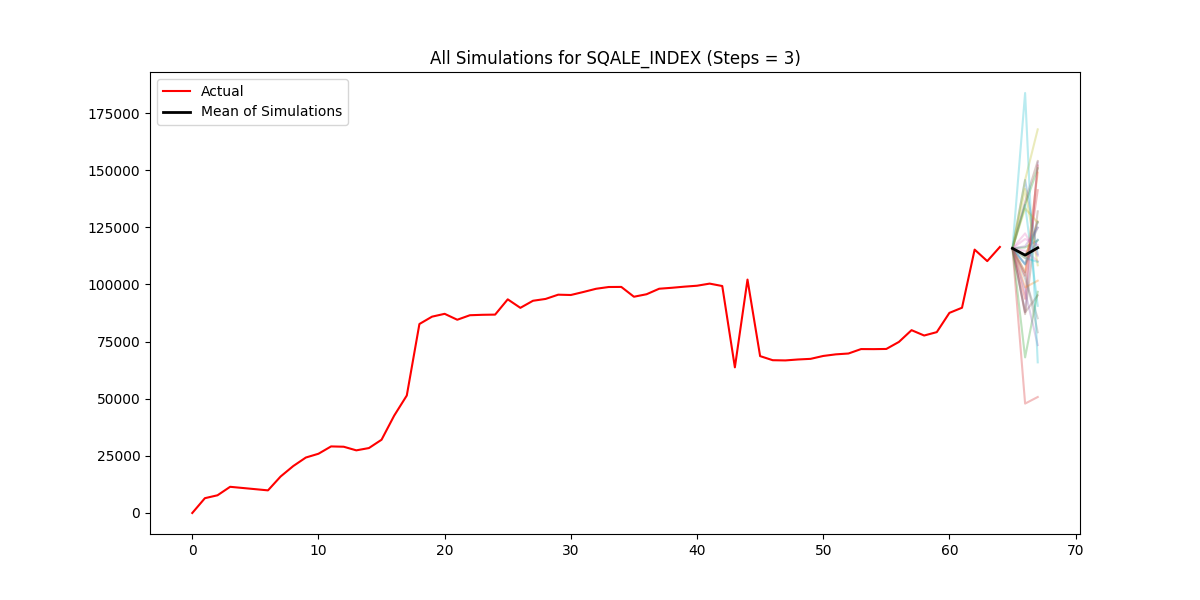 All Simulations for SQALE_INDEX (Steps = 3)
Actual
Mean of Simulations
175000
150000
125000
100000
75000
50000
25000
0
0 10 20 30 40 50 60 70